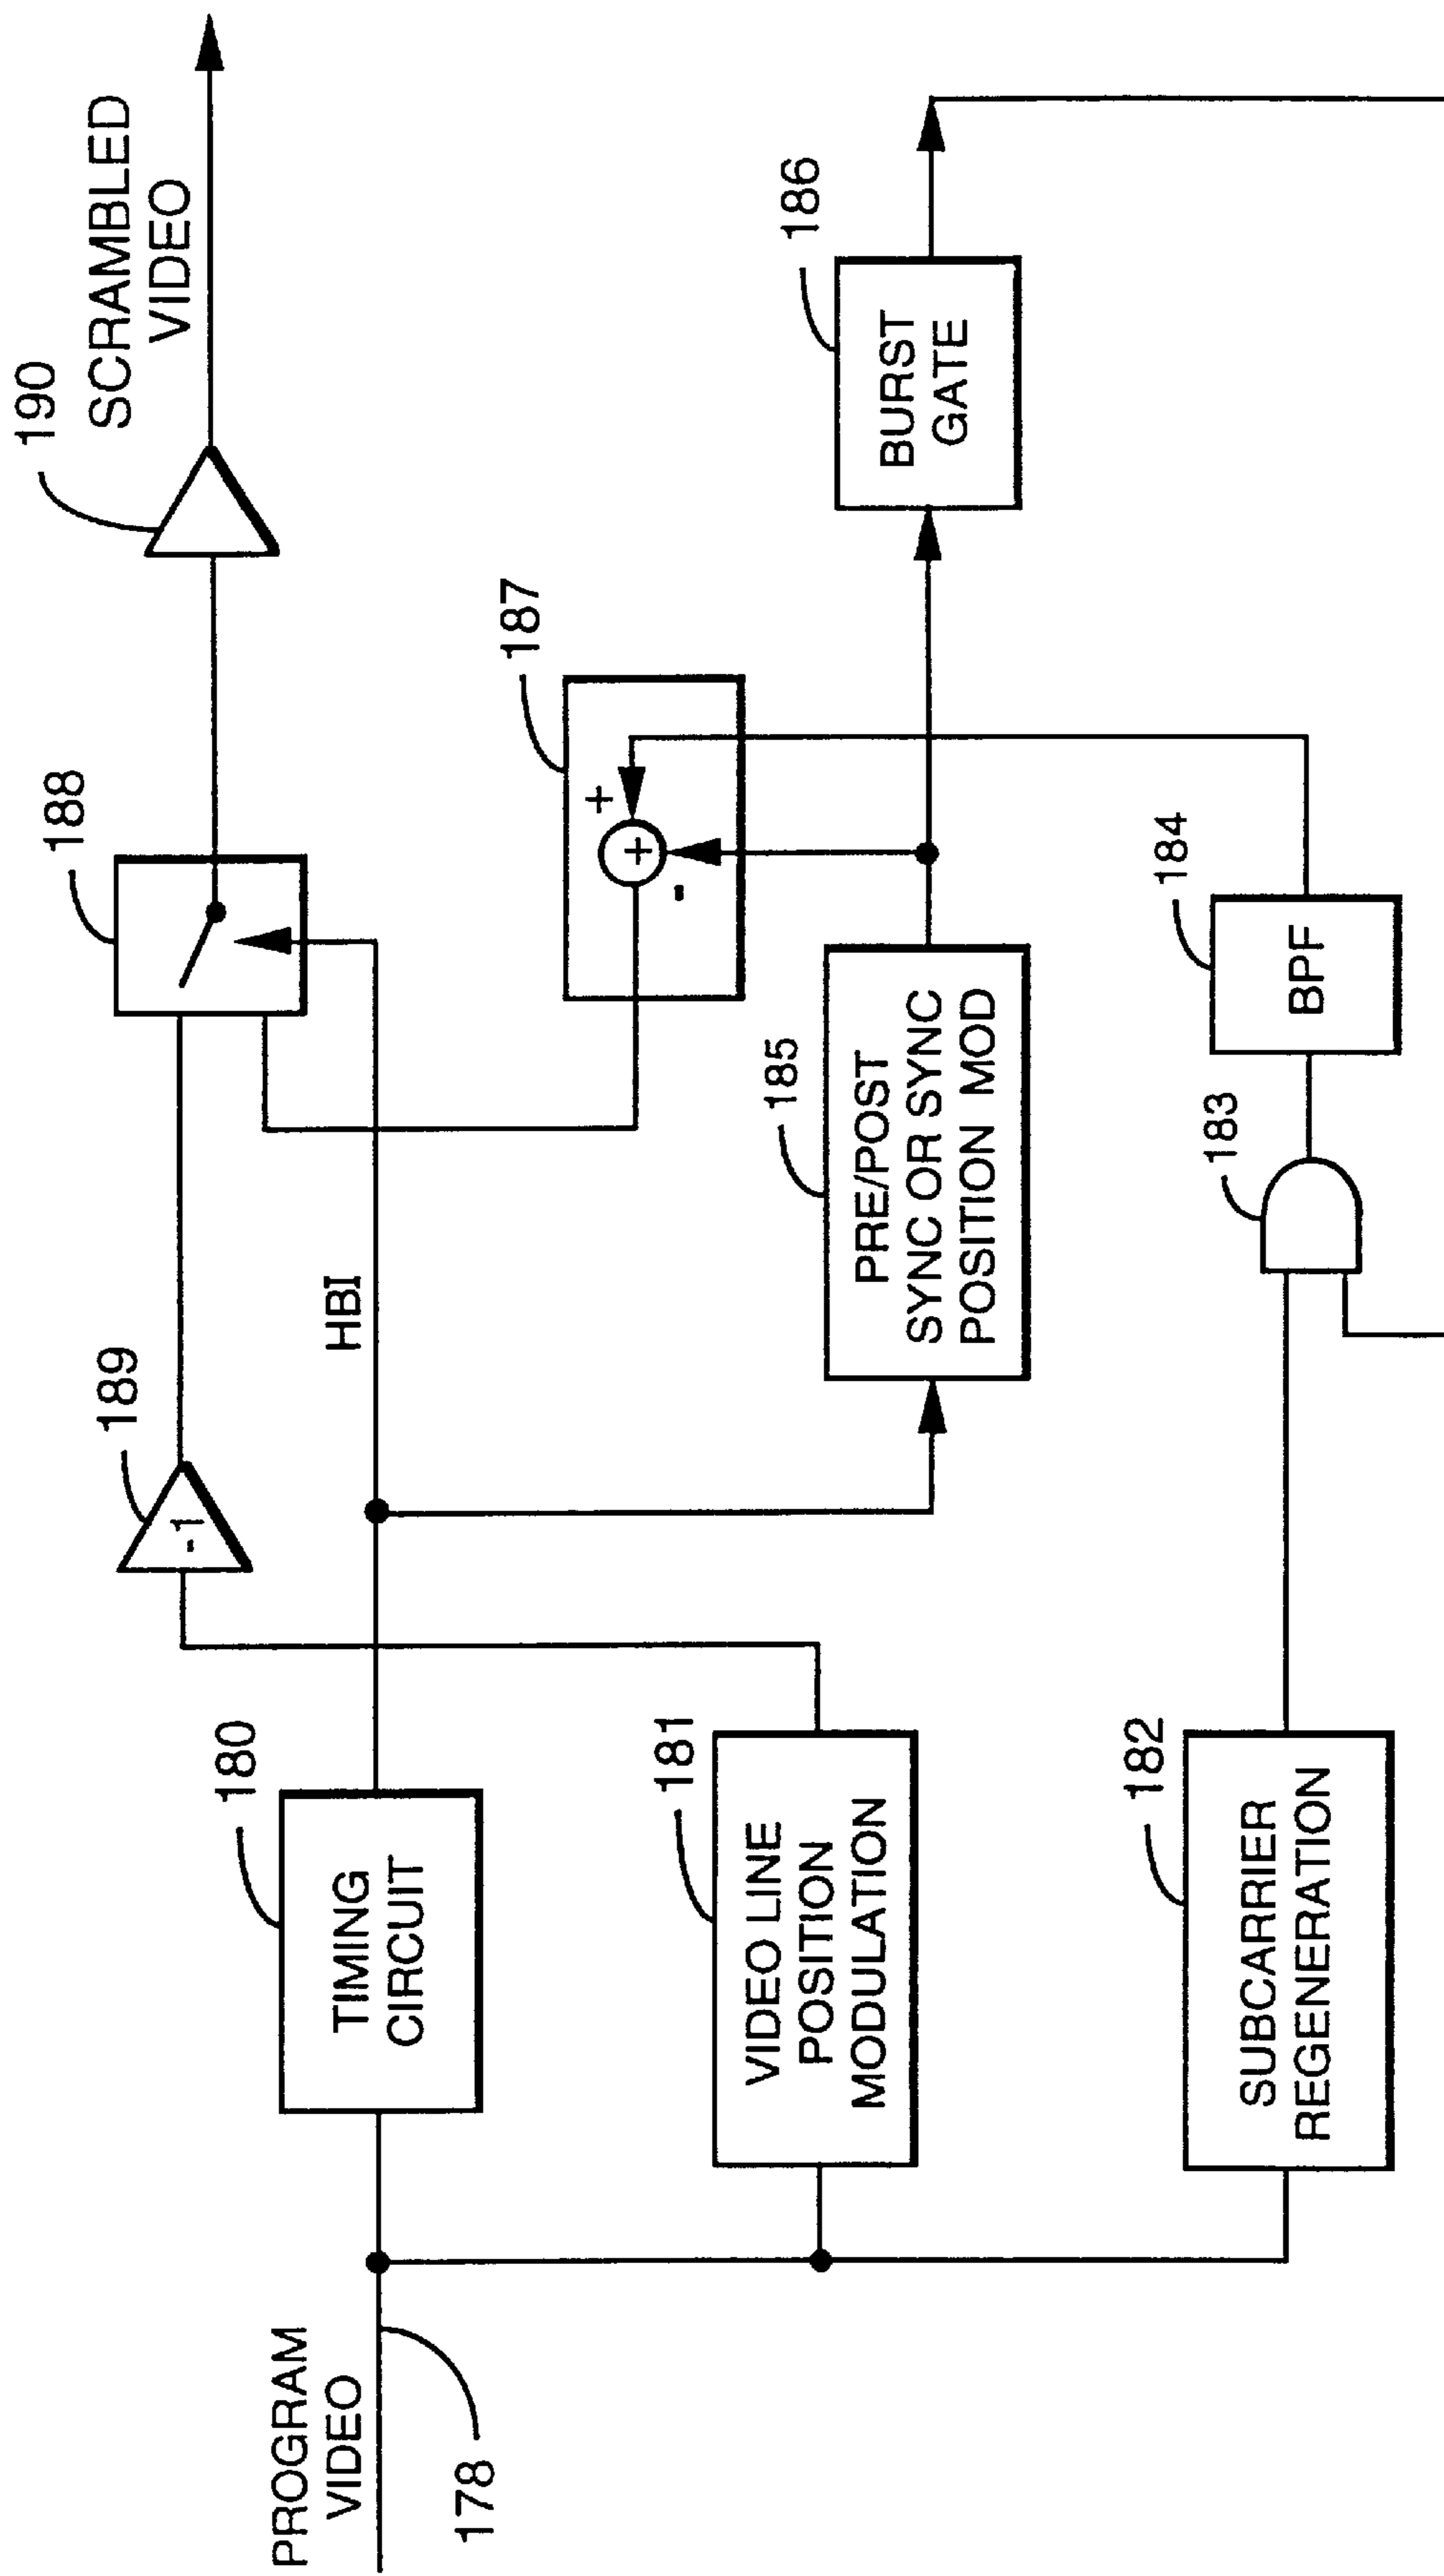 PROGRAM
VIDEO
178
TIMING
CIRCUIT
180
VIDEO LINE
POSITION
MODULATION
181
SUBCARRIER
REGENERATION
182
-1
189
HBI
PRE/POST
SYNC OR SYNC
POSITION MOD
185
183
BPF
184
188
+
+
-
187
BURST
GATE
186
190
SCRAMBLED
VIDEO